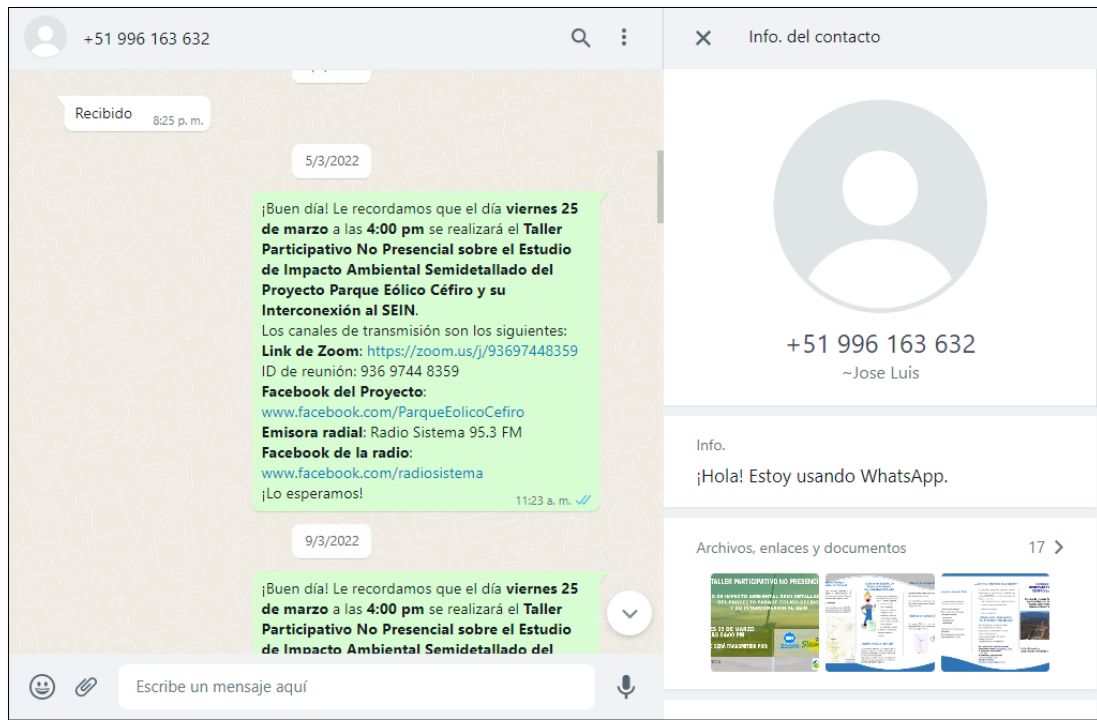 +51 996 163 632
Recibido
8:25 p. m.
5/3/2022
¡Buen día! Le recordamos que el día viernes 25
de marzo a las 4:00 pm se realizará el Taller
Participativo No Presencial sobre el Estudio
de Impacto Ambiental Semidetallado del
Proyecto Parque Eólico Céfiro y su
Interconexión al SEIN.
Los canales de transmisión son los siguientes:
Link de Zoom: https://zoom.us/j/93697448359
ID de reunión: 936 9744 8359
Facebook del Proyecto:
www.facebook.com/ParqueEolicoCefiro
Emisora radial: Radio Sistema 95.3 FM
Facebook de la radio:
www.facebook.com/radiosistema
¡Lo esperamos!
11:23 a. m.
9/3/2022
¡Buen día! Le recordamos que el día viernes 25
de marzo a las 4:00 pm se realizará el Taller
Participativo No Presencial sobre el Estudio
de Impacto Ambiental Semidetallado del
Escribe un mensaje aquí
Info. del contacto
+51 996 163 632
~Jose Luis
Info.
¡Hola! Estoy usando WhatsApp.
Archivos, enlaces y documentos
17
TALLER PARTICIPATIVO NO PRESENCI
zoom